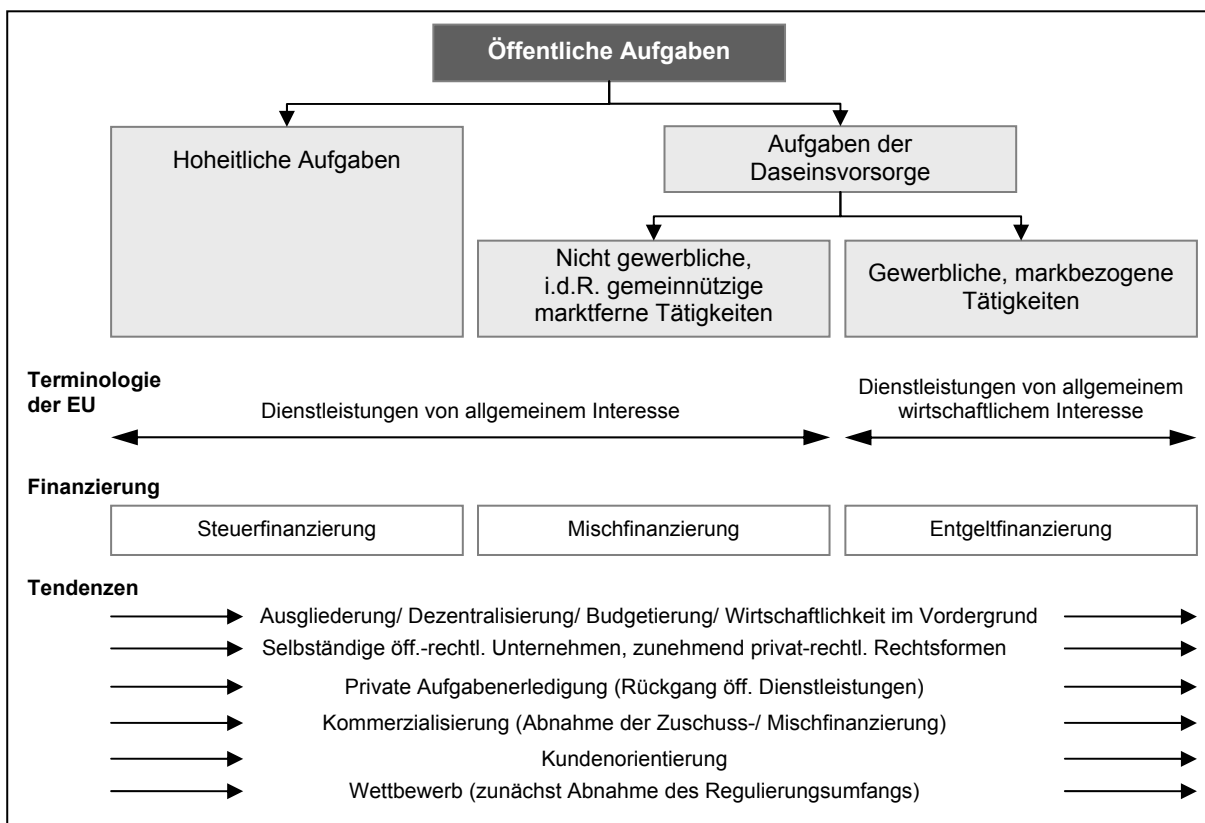 Öffentliche Aufgaben
Hoheitliche Aufgaben
Aufgaben der
Daseinsvorsorge
Nicht gewerbliche,
i.d.R. gemeinnützige
marktferne Tätigkeiten
Gewerbliche, markbezogene
Tätigkeiten
Terminologie
der EU
Dienstleistungen von allgemeinem Interesse
Dienstleistungen von allgemeinem
wirtschaftlichem Interesse
Finanzierung
Steuerfinanzierung
Mischfinanzierung
Entgeltfinanzierung
Tendenzen
Ausgliederung/ Dezentralisierung/ Budgetierung/ Wirtschaftlichkeit im Vordergrund
Selbständige öff.-rechtl. Unternehmen, zunehmend privat-rechtl. Rechtsformen
Private Aufgabenerledigung (Rückgang öff. Dienstleistungen)
Kommerzialisierung (Abnahme der Zuschuss-/ Mischfinanzierung)
Kundenorientierung
Wettbewerb (zunächst Abnahme des Regulierungsumfangs)